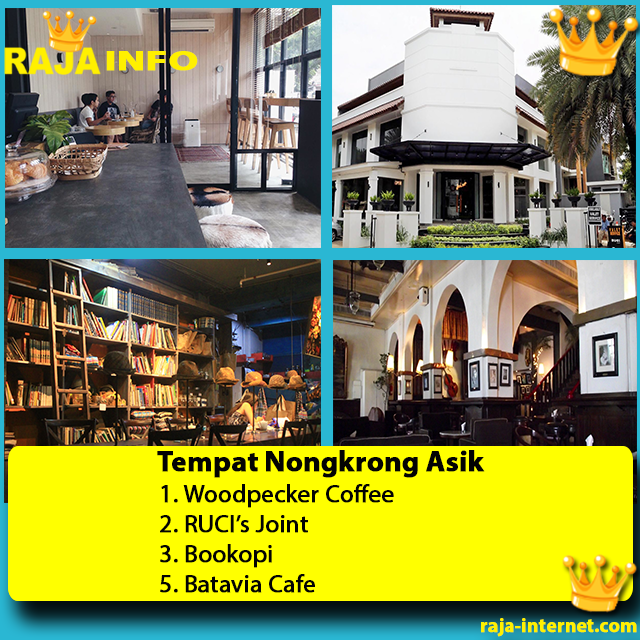 RAJA INFO
Tempat Nongkrong Asik
1. Woodpecker Coffee
2. RUCI's Joint
3. Bookopi
5. Batavia Cafe
raja-internet.com